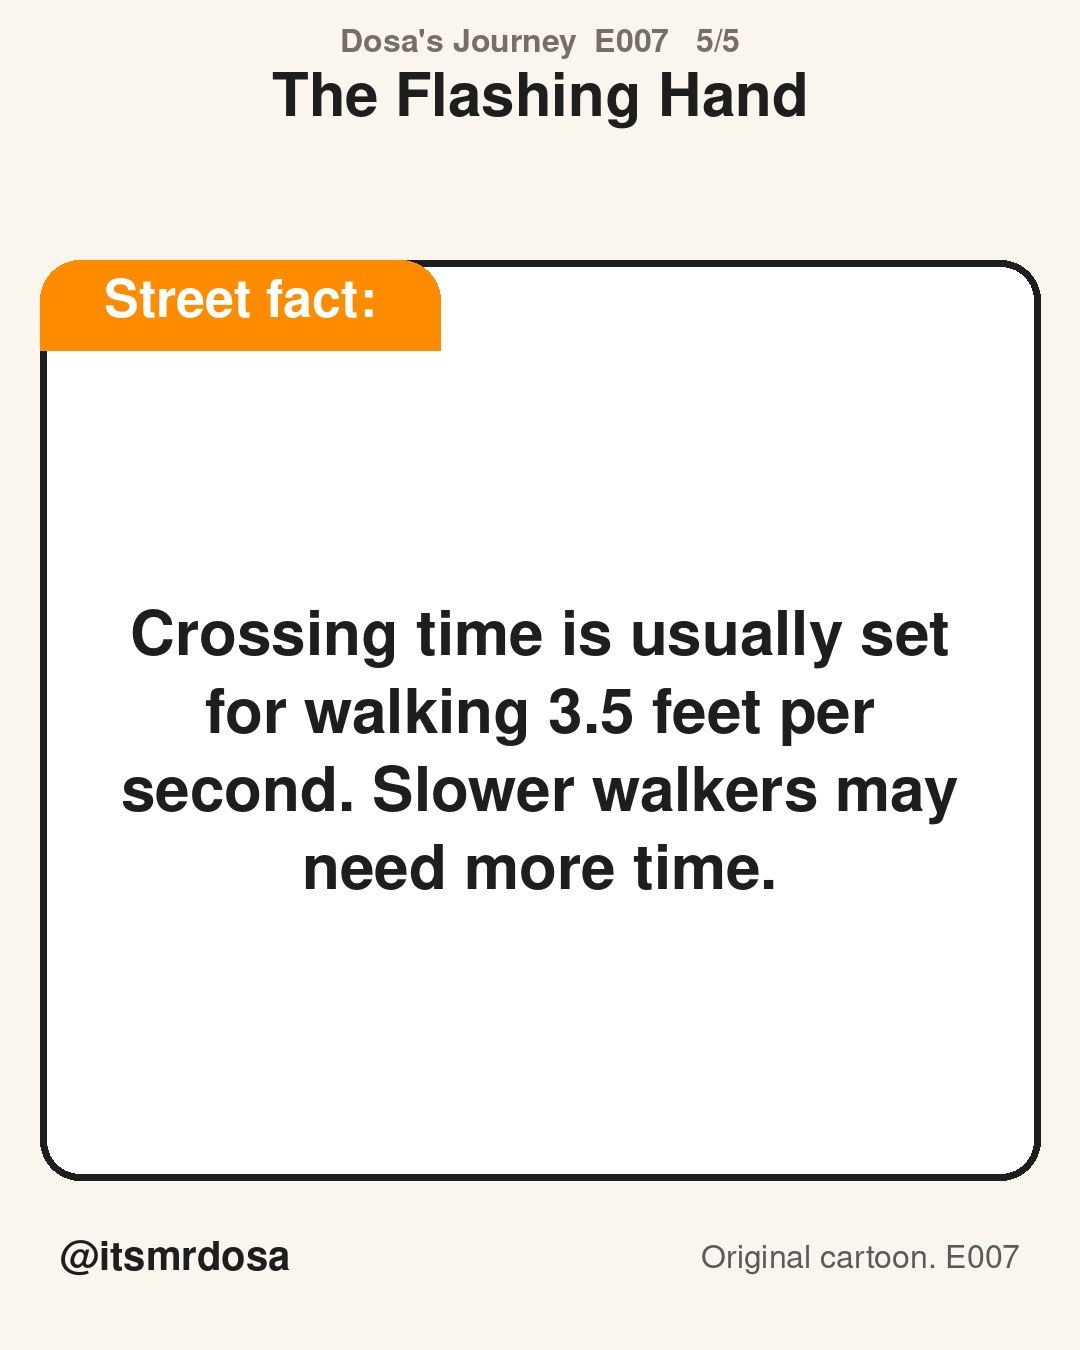 Dosa's Journey E007 5/5
The Flashing Hand
Street fact:
Crossing time is usually set
for walking 3.5 feet per
second. Slower walkers may
need more time.
@itsmrdosa
Original cartoon. E007